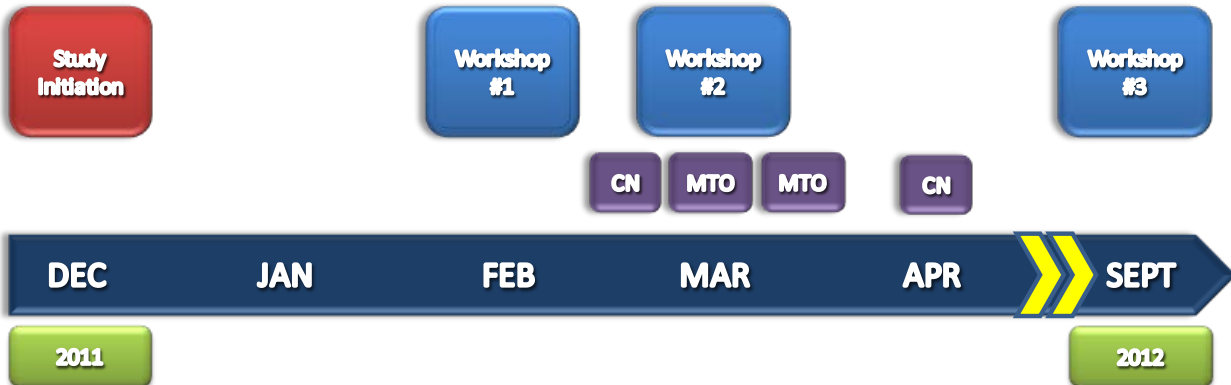 Study
Initiation
Workshop
#1
Workshop
#2
Workshop
#3
CN
MTO
MTO
CN
DEC
JAN
FEB
MAR
APR
SEPT
2011
2012